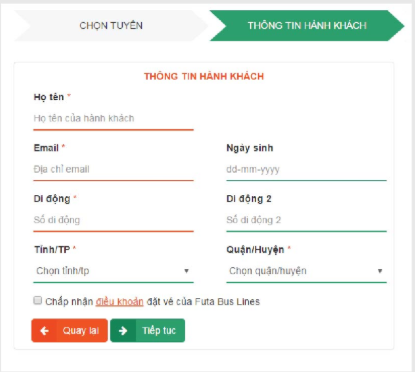 CHỌN TUYẾN
THÔNG TIN HÀNH KHÁCH
THÔNG TIN HÀNH KHÁCH
Họ tên *
Họ tên của hành khách
Email *
Ngày sinh
Địa chỉ email
dd-mm-yyyy
Di động *
Di động 2
Số di động
Số di động 2
Tỉnh/TP *
Quận/Huyện *
Chọn tỉnh/tp
Chọn quận/huyện
Chấp nhận điều khoản đặt vé của Futa Bus Lines
Quay lại
Tiếp tục